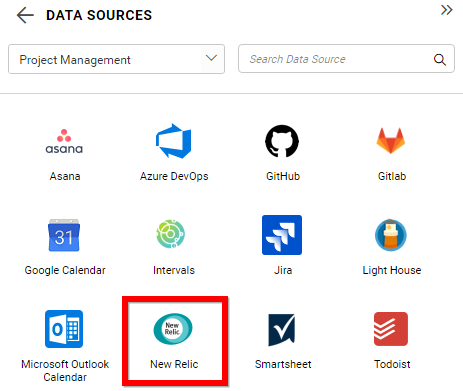 DATA SOURCES
Project Management
Search Data Source
asana
Asana
Azure DevOps
GitHub
Gitlab
31
Google Calendar
Intervals
Jira
Light House
New
Relic
Microsoft Outlook
Calendar
New Relic
Smartsheet
Todoist